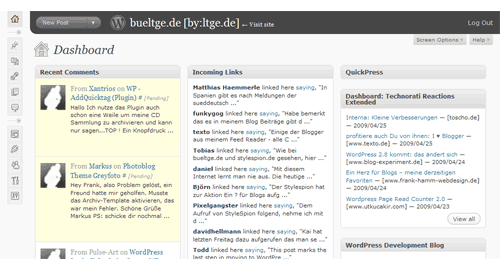 New Post
bueltge.de [by:ltge.de] ← Visit site
Log Out
Screen Options
Help
Dashboard
Recent Comments
From Xantrios on WP -
AddQuicktag (Plugin) # [Pending]
Hallo Ich nutze das Plugin auch
schon eine Weile um meine CD
Sammlung zu archivieren und kann
nur sagen...TOP ! Ein Knopfdruck ...
From Markus on Photoblog
Theme Greyfoto # [Pending]
Hey Frank, also Problem gelöst, ein
Freund hatte mir geholfen. Musste
das Archiv-Template aktivieren, das
war mein Fehler. Schöne Grüße
Markus PS: schicke dir nochmal ...
From Pulse-Art on WordPress
Incoming Links
Matthias Haemmerle linked here saying, "In
Spanien gibt es nach Meldungen der
sueddeutsch ..."
funkygog linked here saying, "Habe bemerkt
das es in meinem Blog Beiträge gibt d ..."
texto linked here saying, "Einige der Blogger
aus meinem Feed Reader - alle C ..."
Tobias linked here saying, "Wie bei
bueltge.de und stylespion.de gesehen, hier ..."
daniel linked here saying, "Mit diesem
Internet lernt man nie aus. Die heutige ..."
Björn linked here saying, "Der Stylespion hat
zur Aktion Ein ? für Blogs aufg ..."
Pixelgangster linked here saying, "Dem
Aufruf von StyleSpion folgend, nehme ich mit
d ..."
davidhellmann linked here saying, "Kai hat
letzten Freitag dazu aufgerufen das man se ..."
Todd linked here saying, "This post marks the
last step in moving to WordPre ..."
QuickPress
Dashboard: Technorati Reactions
Extended
Interna: Kleine Verbesserungen — [toscho.de]
— 2009/04/25
profitiere auch Du von ihnen: I ♥ Blogger —
[www.texto.de] — 2009/04/25
WordPress 2.8 kommt: das ändert sich —
[www.blog-experiment.de] — 2009/04/24
Ein Herz für Blogs – meine derzeitigen
Favoriten — [www.frank-hamm-webdesign.de]
— 2009/04/24
Wordpress Page Read Counter 2.0 —
[www.utkucakir.com] — 2009/04/23
View all
WordPress Development Blog